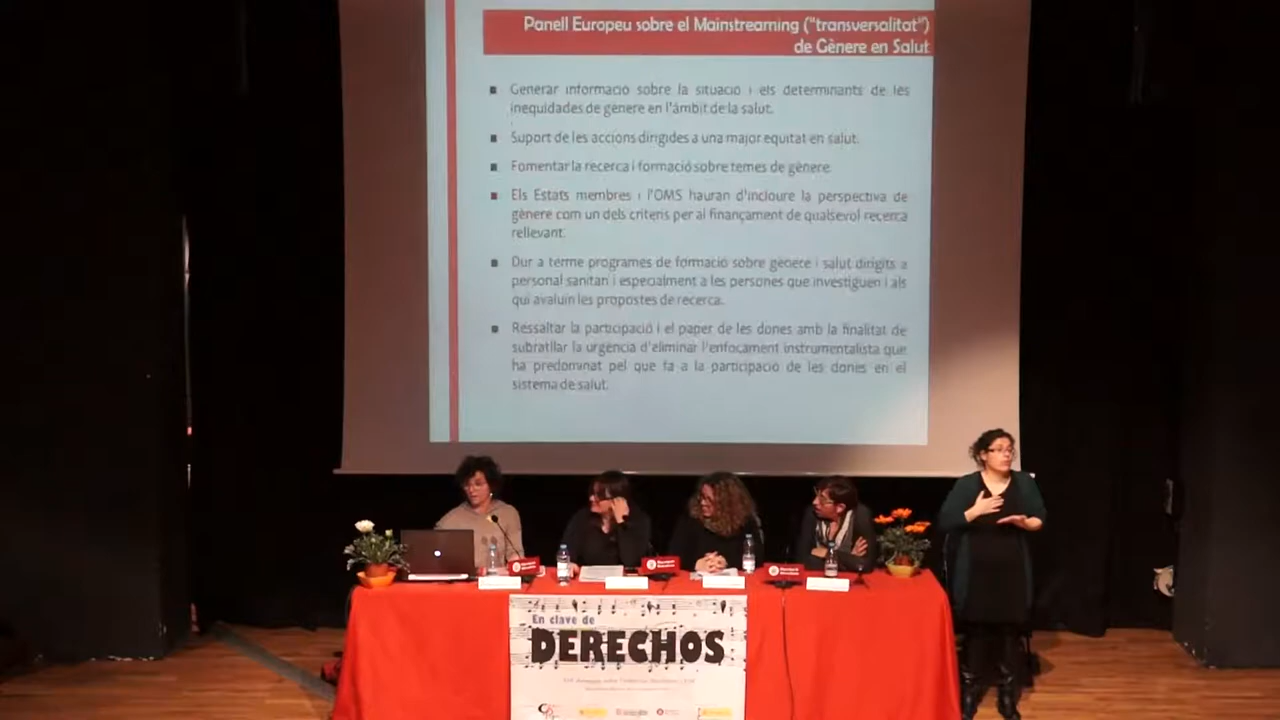 Panell Europeu sobre el Mainstrearning ("transversalitat")
de Gènere en Salut
Generar informació sobre la situació i els determinants de les
inequidades de gènere en l'àmbit de la salut.
Suport de les accions dirigides a una major equitat en salut.
Fomentar la recerca i formació sobre temes de gènere
Els Estats membres i l'OMS hauran d'incloure la perspectiva de
gènere com un dels criteris per al finançament de qualsevol recerca
rellevant.
Dur a terme programes de formació sobre gènere i salut dirigits a
personal sanitari i especialment a les persones que investiguen i als
qui avaluin les propostes de recerca.
Ressaltar la participació i el paper de les dones amb la finalitat de
subratllar la urgència d'eliminar l'enfocament instrumentalista que
ha predominat pel que fa a la participació de les dones en el
sistema de salut.
En clave de
DERECHOS